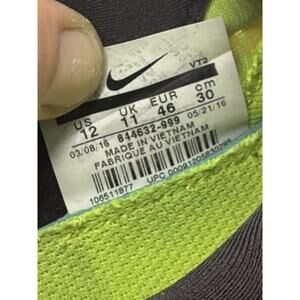 VT2
US UK EUR cm
12 11 46 30
03/08/16 844632-999 05/21/16
MADE IN VIETNAM
FABRIQUE AU VIETNAM
106511877
UPC